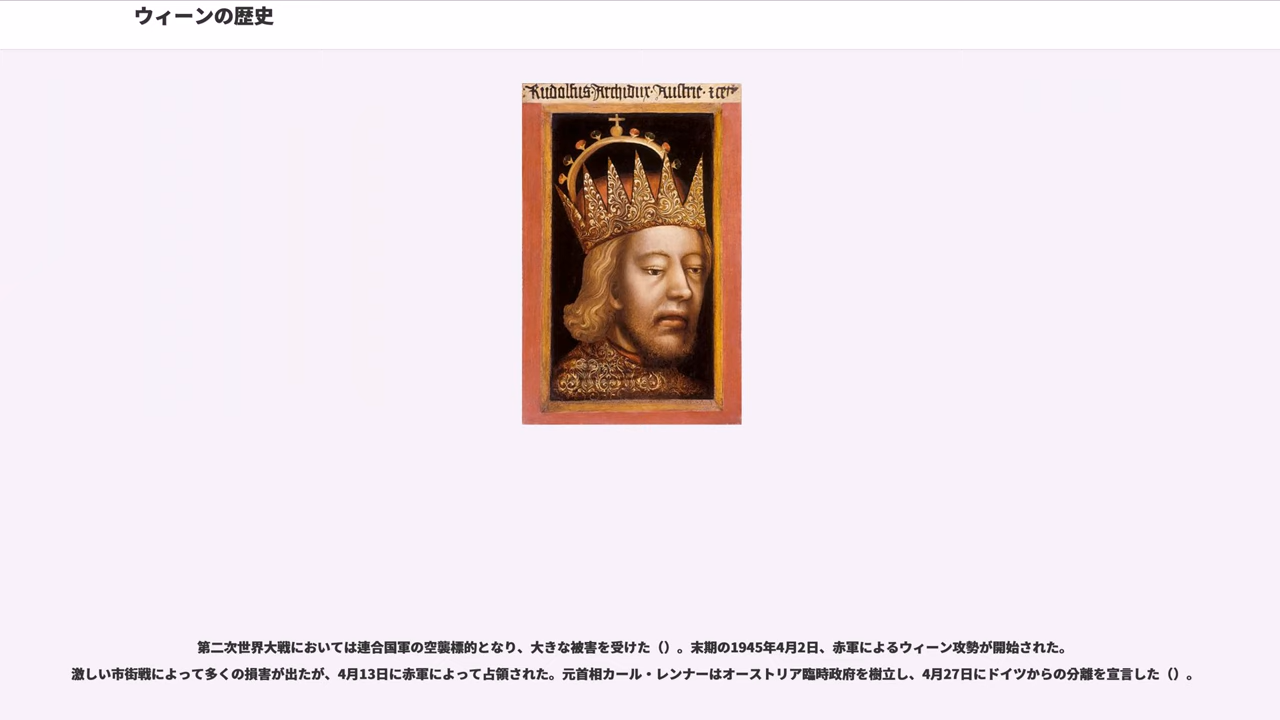 ウィーンの歴史
Rudolfus·Archidux·Austrie·
第二次世界大戦においては連合国軍の空襲標的となり、大きな被害を受けた（）。末期の1945年4月2日、赤軍によるウィーン攻勢が開始された。
激しい市街戦によって多くの損害が出たが、4月13日に赤軍によって占領された。元首相カール・レンナーはオーストリア臨時政府を樹立し、4月27日にドイツからの分離を宣言した（）。